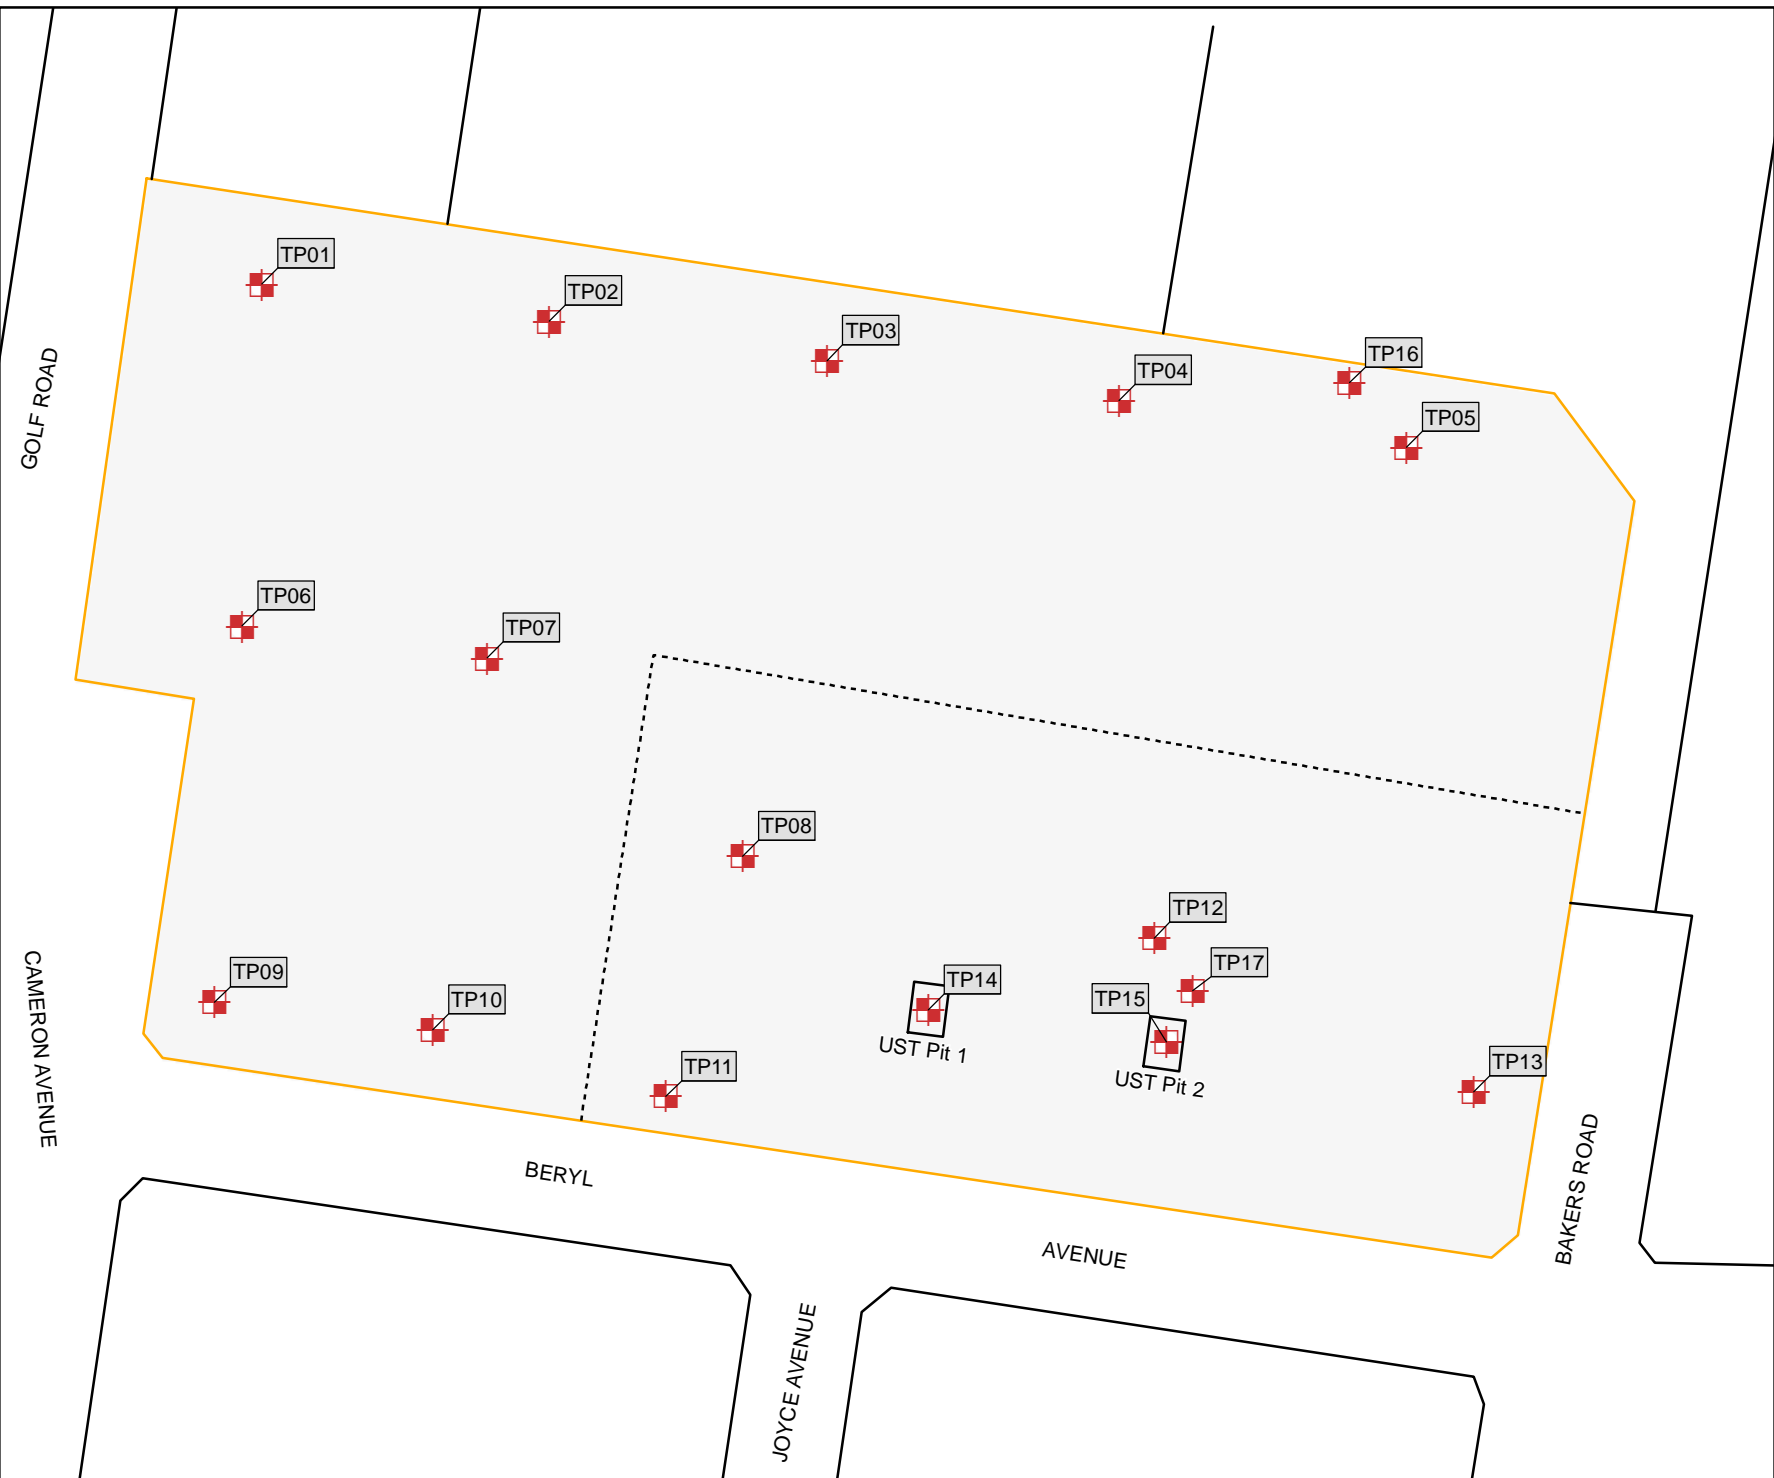 TP01
TP02
TP03
TP16
TP04
TP05
GOLF ROAD
TP06
TP07
TP08
TP12
TP17
TP09
TP14
TP15
TP10
UST Pit 1
TP11
TP13
UST Pit 2
CAMERON AVENUE
BERYL
AVENUE
BAKERS ROAD
JOYCE AVENUE